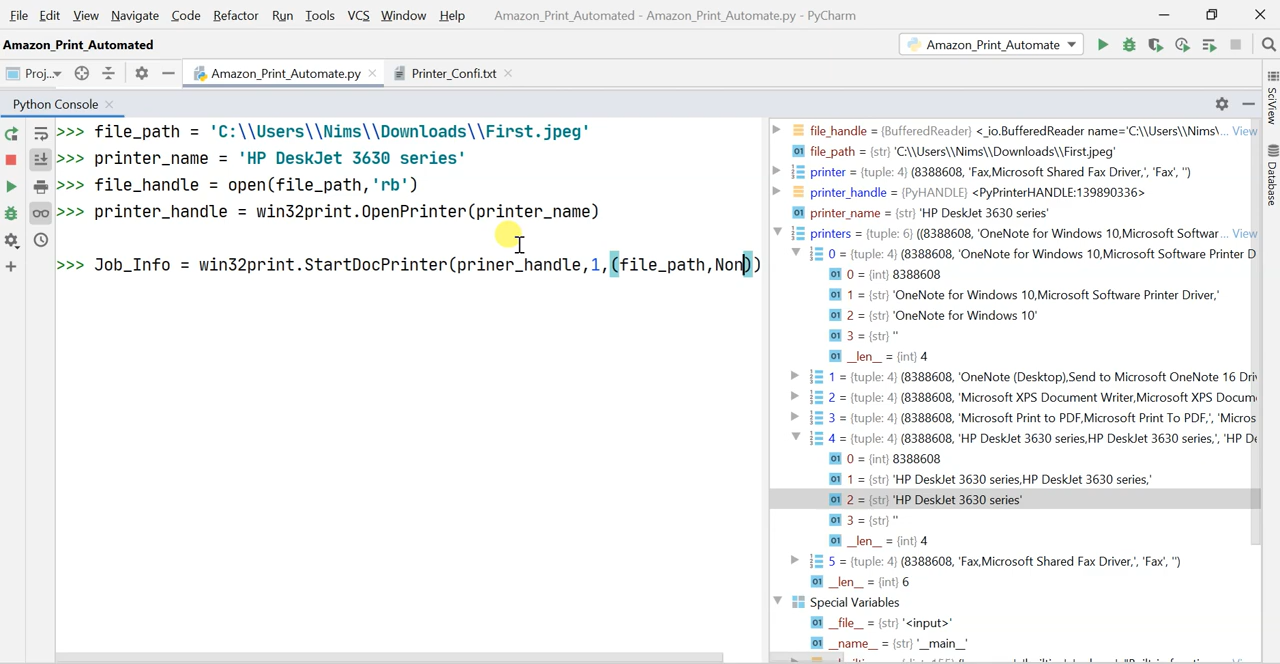 File Edit View Navigate Code Refactor Run Tools VCS Window Help Amazon_Print_Automated - Amazon_Print_Automate.py - PyCharm
Amazon_Print_Automated Amazon_Print_Automate
Proj... Amazon_Print_Automate.py Printer_Confi.txt
Python Console
>>> file_path = 'C:\\Users\\Nims\\Downloads\\First.jpeg'
>>> printer_name = 'HP DeskJet 3630 series'
>>> file_handle = open(file_path,'rb')
>>> printer_handle = win32print.OpenPrinter(printer_name)
>>> Job_Info = win32print.StartDocPrinter(priner_handle,1,(file_path,Non))
file_handle = {BufferedReader} <_io.BufferedReader name='C:\\Users\\Nims\... View
file_path = {str} 'C:\\Users\\Nims\\Downloads\\First.jpeg'
printer = {tuple: 4} (8388608, 'Fax,Microsoft Shared Fax Driver,', 'Fax', '')
printer_handle = {PyHANDLE} <PyPrinterHANDLE:139890336>
printer_name = {str} 'HP DeskJet 3630 series'
printers = {tuple: 6} ((8388608, 'OneNote for Windows 10,Microsoft Softwar... View
0 = {tuple: 4} (8388608, 'OneNote for Windows 10,Microsoft Software Printer D
0 = {int} 8388608
1 = {str} 'OneNote for Windows 10,Microsoft Software Printer Driver,'
2 = {str} 'OneNote for Windows 10'
3 = {str} ''
__len__ = {int} 4
1 = {tuple: 4} (8388608, 'OneNote (Desktop),Send to Microsoft OneNote 16 Dri
2 = {tuple: 4} (8388608, 'Microsoft XPS Document Writer,Microsoft XPS Docum
3 = {tuple: 4} (8388608, 'Microsoft Print to PDF,Microsoft Print To PDF,', 'Micros
4 = {tuple: 4} (8388608, 'HP DeskJet 3630 series,HP DeskJet 3630 series,', 'HP De
0 = {int} 8388608
1 = {str} 'HP DeskJet 3630 series,HP DeskJet 3630 series,'
2 = {str} 'HP DeskJet 3630 series'
3 = {str} ''
__len__ = {int} 4
5 = {tuple: 4} (8388608, 'Fax,Microsoft Shared Fax Driver,', 'Fax', '')
__len__ = {int} 6
Special Variables
__file__ = {str} '<input>'
__name__ = {str} '__main__'
SciView
Database